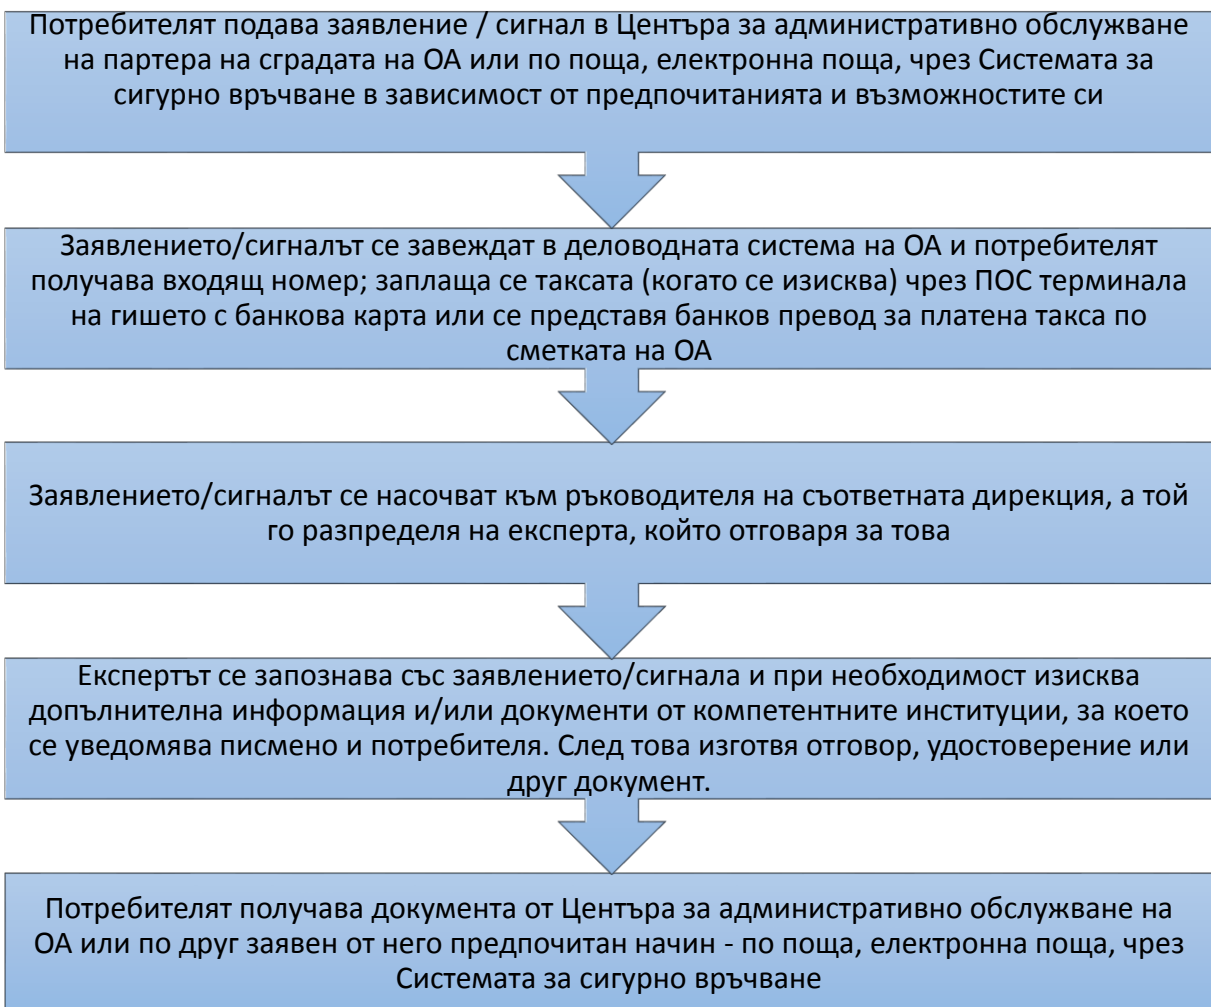 Потребителят подава заявление / сигнал в Центъра за административно обслужване
на партера на сградата на ОА или по поща, електронна поща, чрез Системата за
сигурно връчване в зависимост от предпочитанията и възможностите си
Заявлението/сигналът се завеждат в деловодната система на ОА и потребителят
получава входящ номер; заплаща се таксата (когато се изисква) чрез ПОС терминала
на гишето с банкова карта или се представя банков превод за платена такса по
сметката на ОА
Заявлението/сигналът се насочват към ръководителя на съответната дирекция, а той
го разпределя на експерта, който отговаря за това
Експертът се запознава със заявлението/сигнала и при необходимост изисква
допълнителна информация и/или документи от компетентните институции, за което
се уведомява писмено и потребителя. След това изготвя отговор, удостоверение или
друг документ.
Потребителят получава документа от Центъра за административно обслужване на
ОА или по друг заявен от него предпочитан начин - по поща, електронна поща, чрез
Системата за сигурно връчване